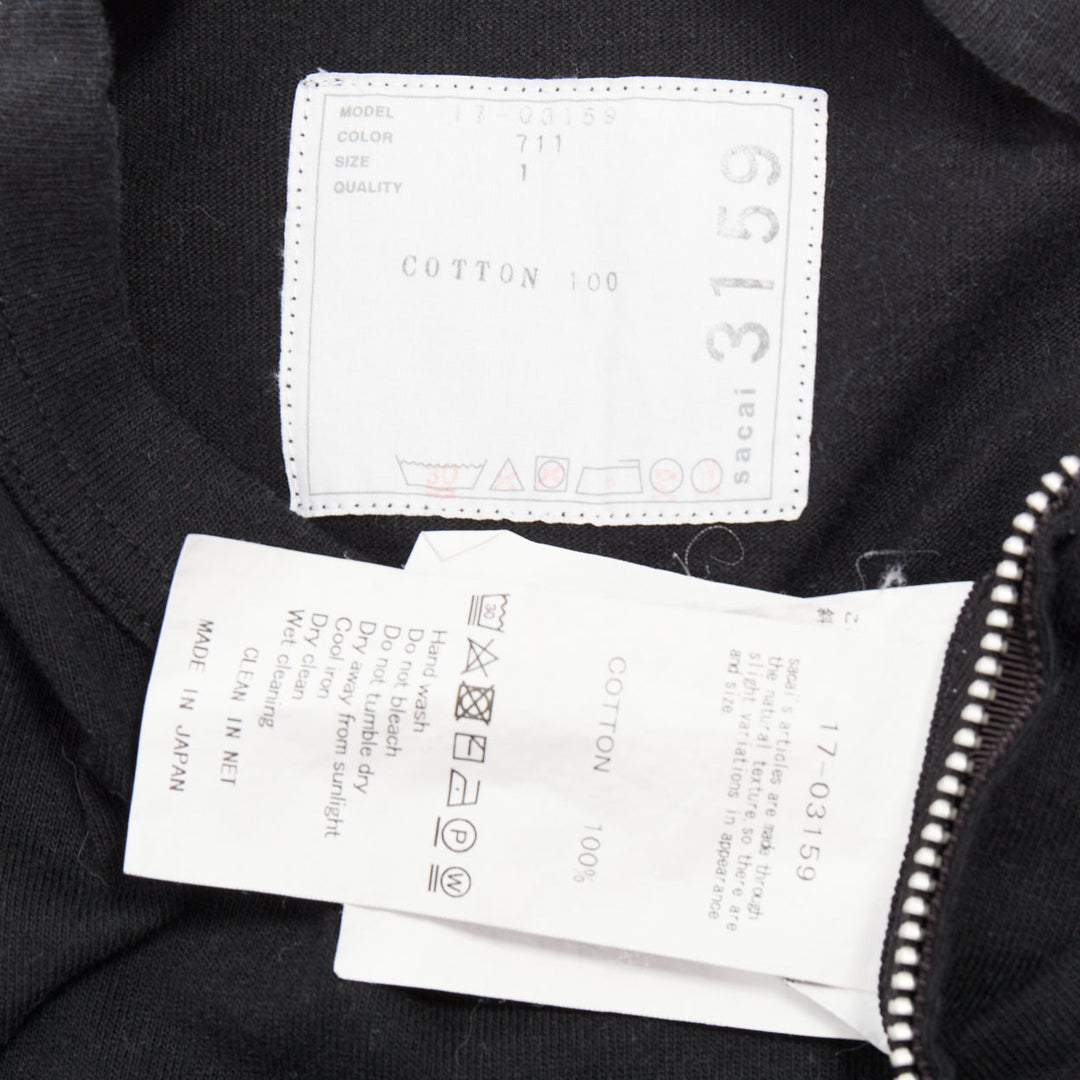 MODEL 17-03159
COLOR 711
SIZE 1
QUALITY
COTTON 100
30
sacai 3159
17-03159
sacai's articles are made through
the natural texture, so there are
slight variations in appearance
and size.
COTTON 100%
30
P
W
Hand wash
Do not bleach
Do not tumble dry
Dry away from sunlight
Cool iron
Dry clean
Wet cleaning
CLEAN IN NET
MADE IN JAPAN